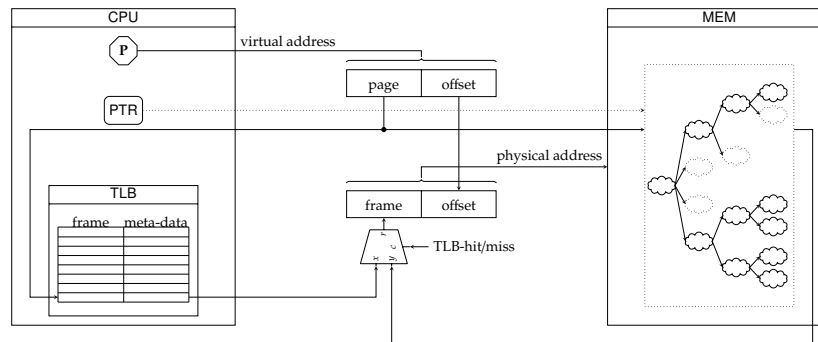 CPU
MEM
P
virtual address
page offset
PTR
physical address
TLB
frame meta-data
frame offset
r
x y c
TLB-hit/miss